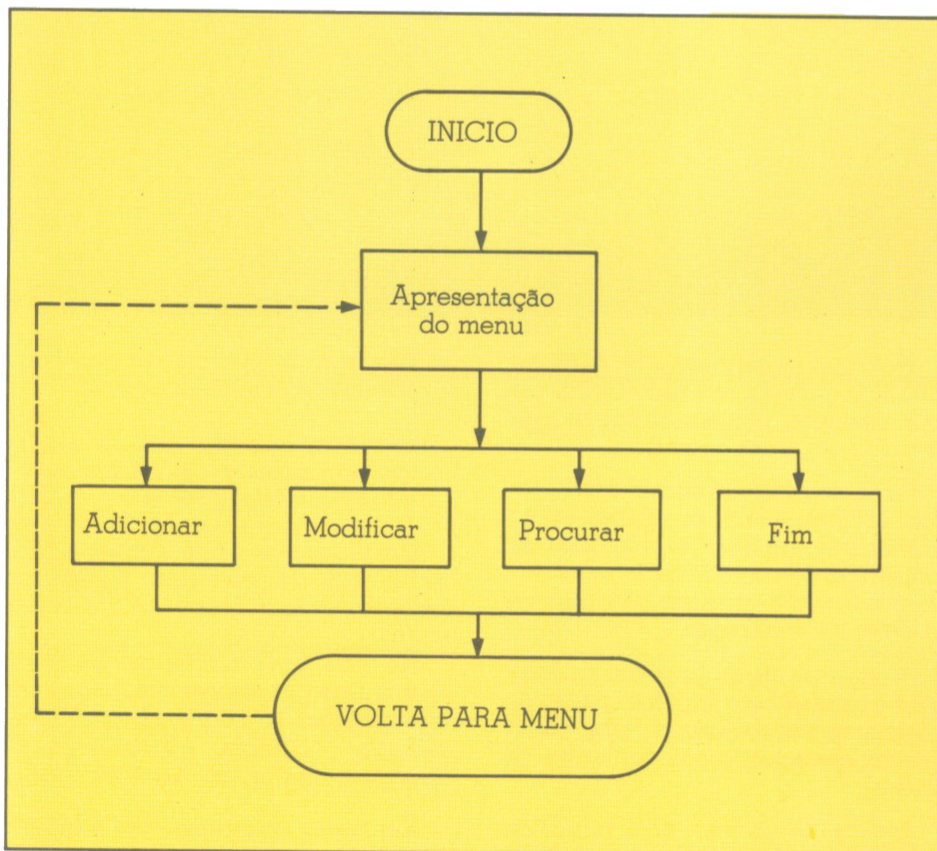 INICIO
Apresentação
do menu
Adicionar
Modificar
Procurar
Fim
VOLTA PARA MENU